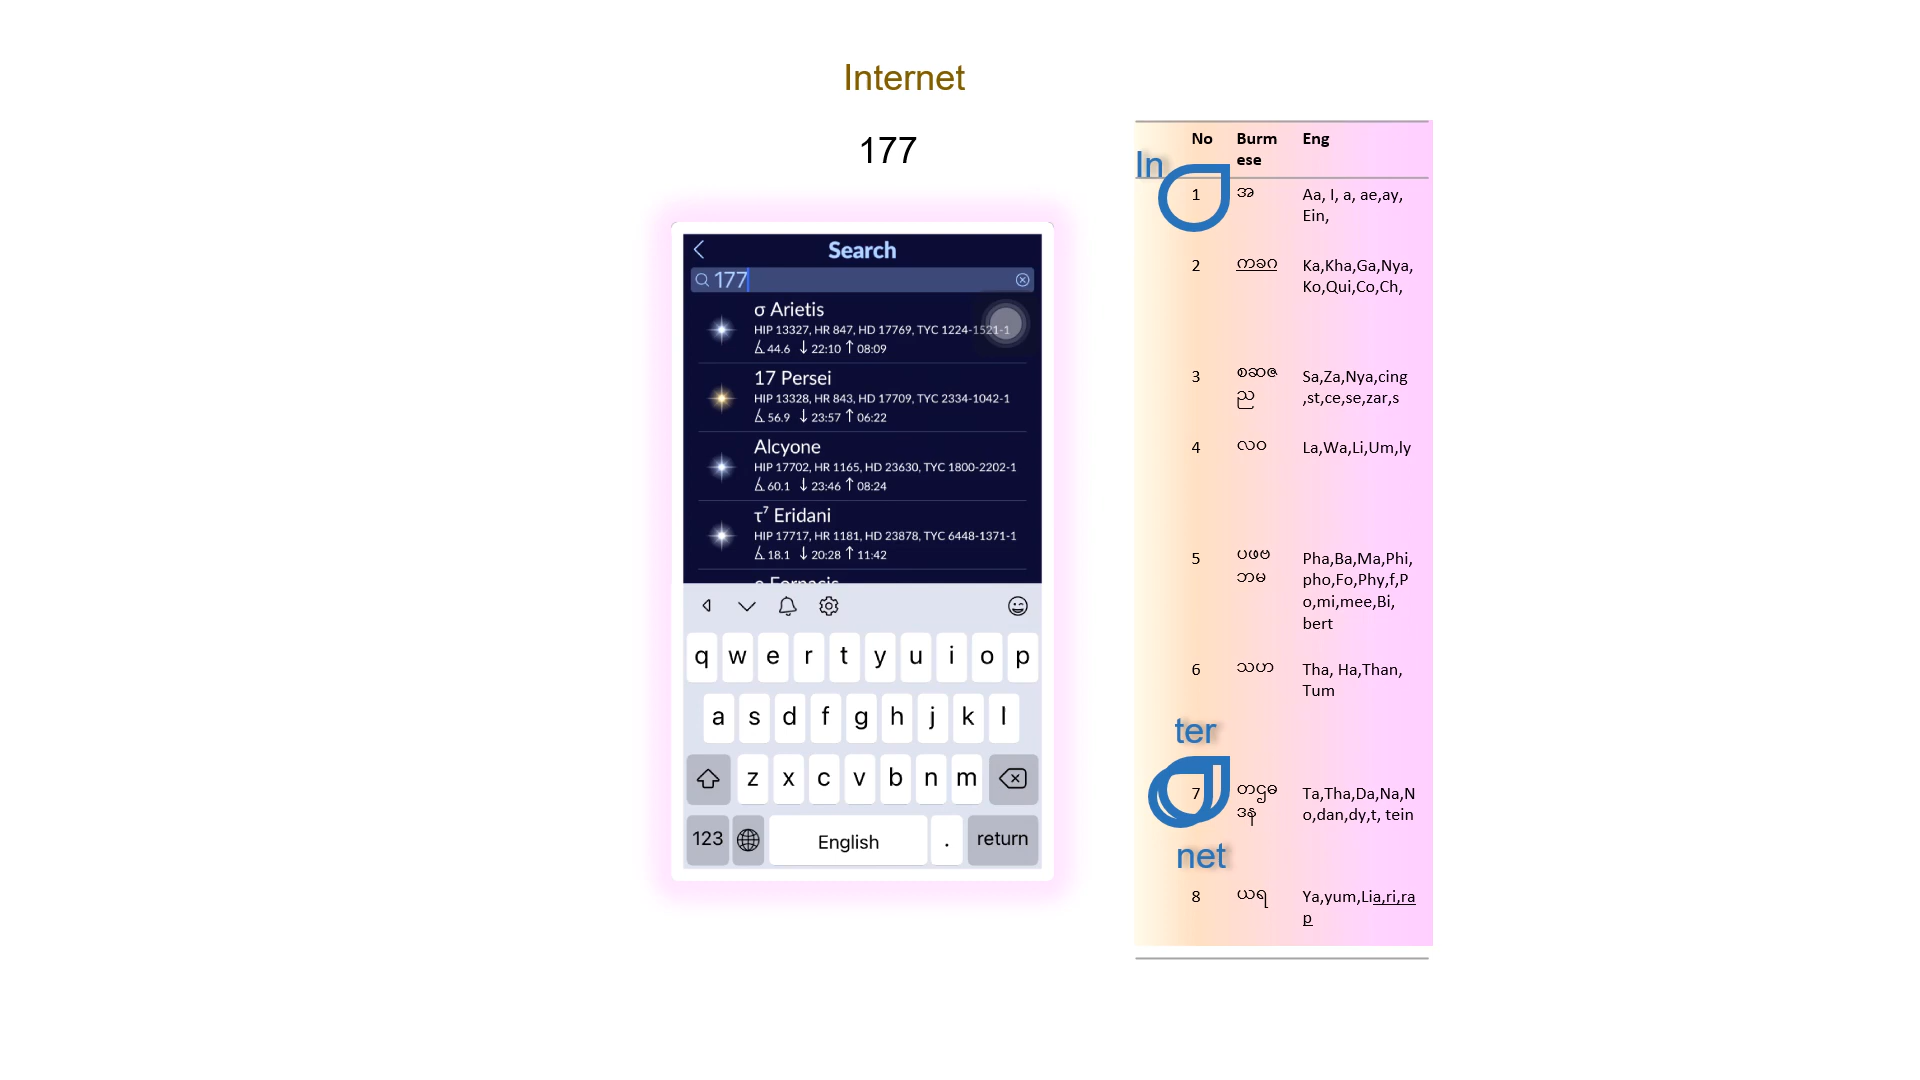 Internet
177
Search
177
σ Arietis
HIP 13327, HR 847, HD 17769, TYC 1224-1521-1
44.6 ↓ 22:10 ↑ 08:09
17 Persei
HIP 13328, HR 843, HD 17709, TYC 2334-1042-1
56.9 ↓ 23:57 ↑ 06:22
Alcyone
HIP 17702, HR 1165, HD 23630, TYC 1800-2202-1
60.1 ↓ 23:46 ↑ 08:24
τ⁷ Eridani
HIP 17717, HR 1181, HD 23878, TYC 6448-1371-1
18.1 ↓ 20:28 ↑ 11:42
q w e r t y u i o p
a s d f g h j k l
z x c v b n m
123 English . return
No Burm Eng
ese
In
1 အ Aa, I, a, ae,ay,
Ein,
2 ကခဂ Ka,Kha,Ga,Nya,
Ko,Qui,Co,Ch,
3 စဆဇ Sa,Za,Nya,cing
ည ,st,ce,se,zar,s
4 လဝ La,Wa,Li,Um,ly
5 ပဖဗ Pha,Ba,Ma,Phi,
ဘမ pho,Fo,Phy,f,P
o,mi,mee,Bi,
bert
6 သဟ Tha, Ha,Than,
Tum
ter
7 တဌဓ Ta,Tha,Da,Na,N
ဒန o,dan,dy,t, tein
net
8 ယရ Ya,yum,Lia,ri,ra
p